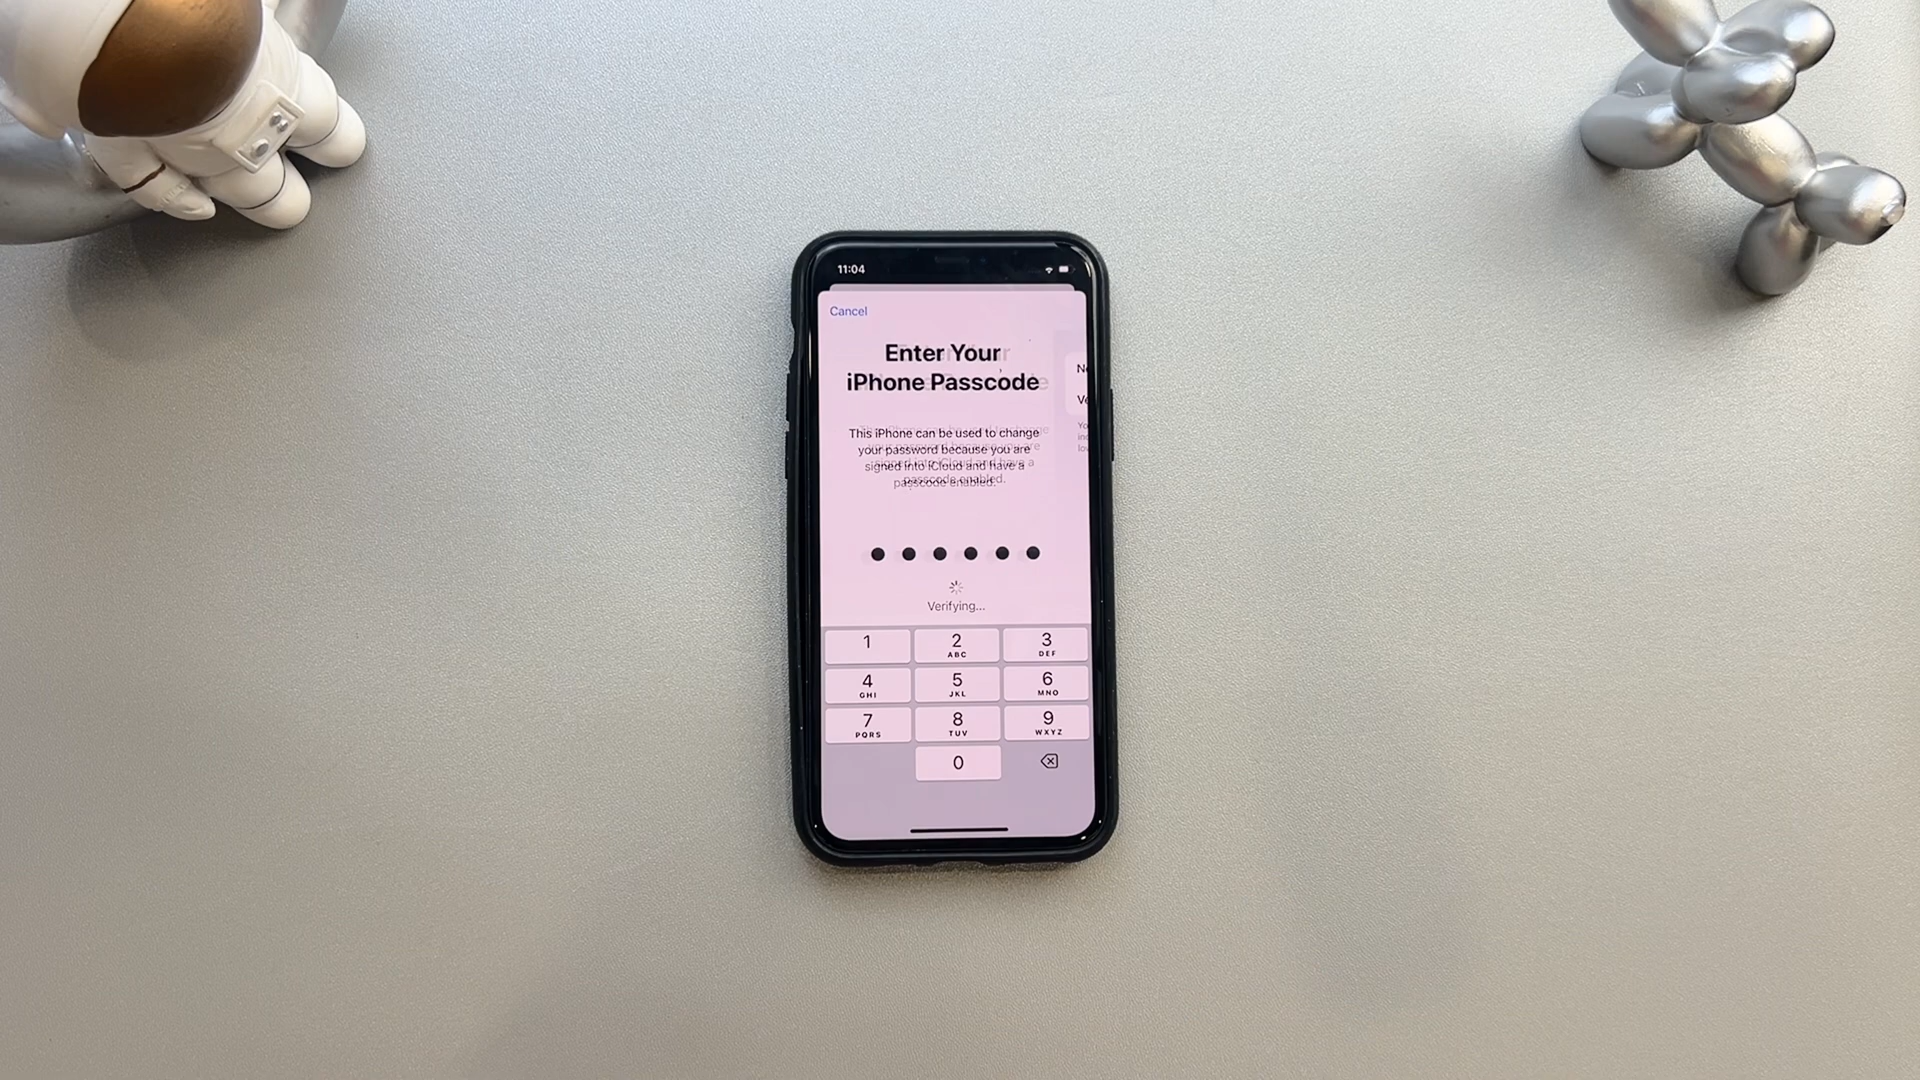 11:04
Cancel
Enter Your
iPhone Passcode
This iPhone can be used to change
your password because you are
signed into iCloud and have a
passcode enabled.
Verifying...
1
2
ABC
3
DEF
4
GHI
5
JKL
6
MNO
7
PQRS
8
TUV
9
WXYZ
0